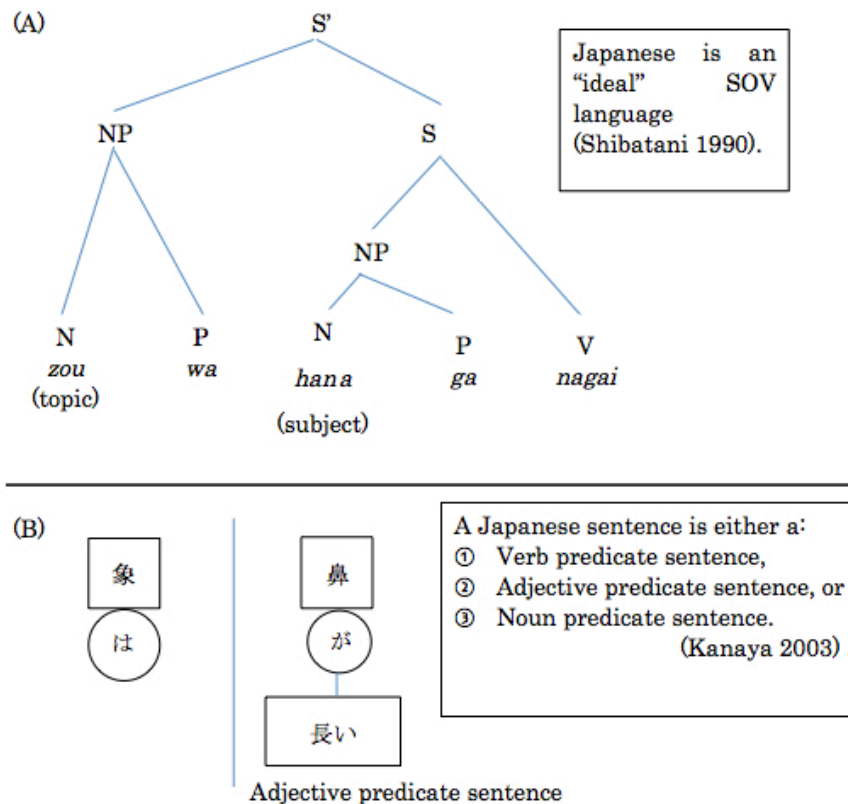 (A)
S’
Japanese is an
“ideal” SOV
language
(Shibatani 1990).
NP S
NP
N P N P V
zou wa hana ga nagai
(topic) (subject)
(B)
象 鼻
は が
長い
Adjective predicate sentence
A Japanese sentence is either a:
① Verb predicate sentence,
② Adjective predicate sentence, or
③ Noun predicate sentence.
(Kanaya 2003)